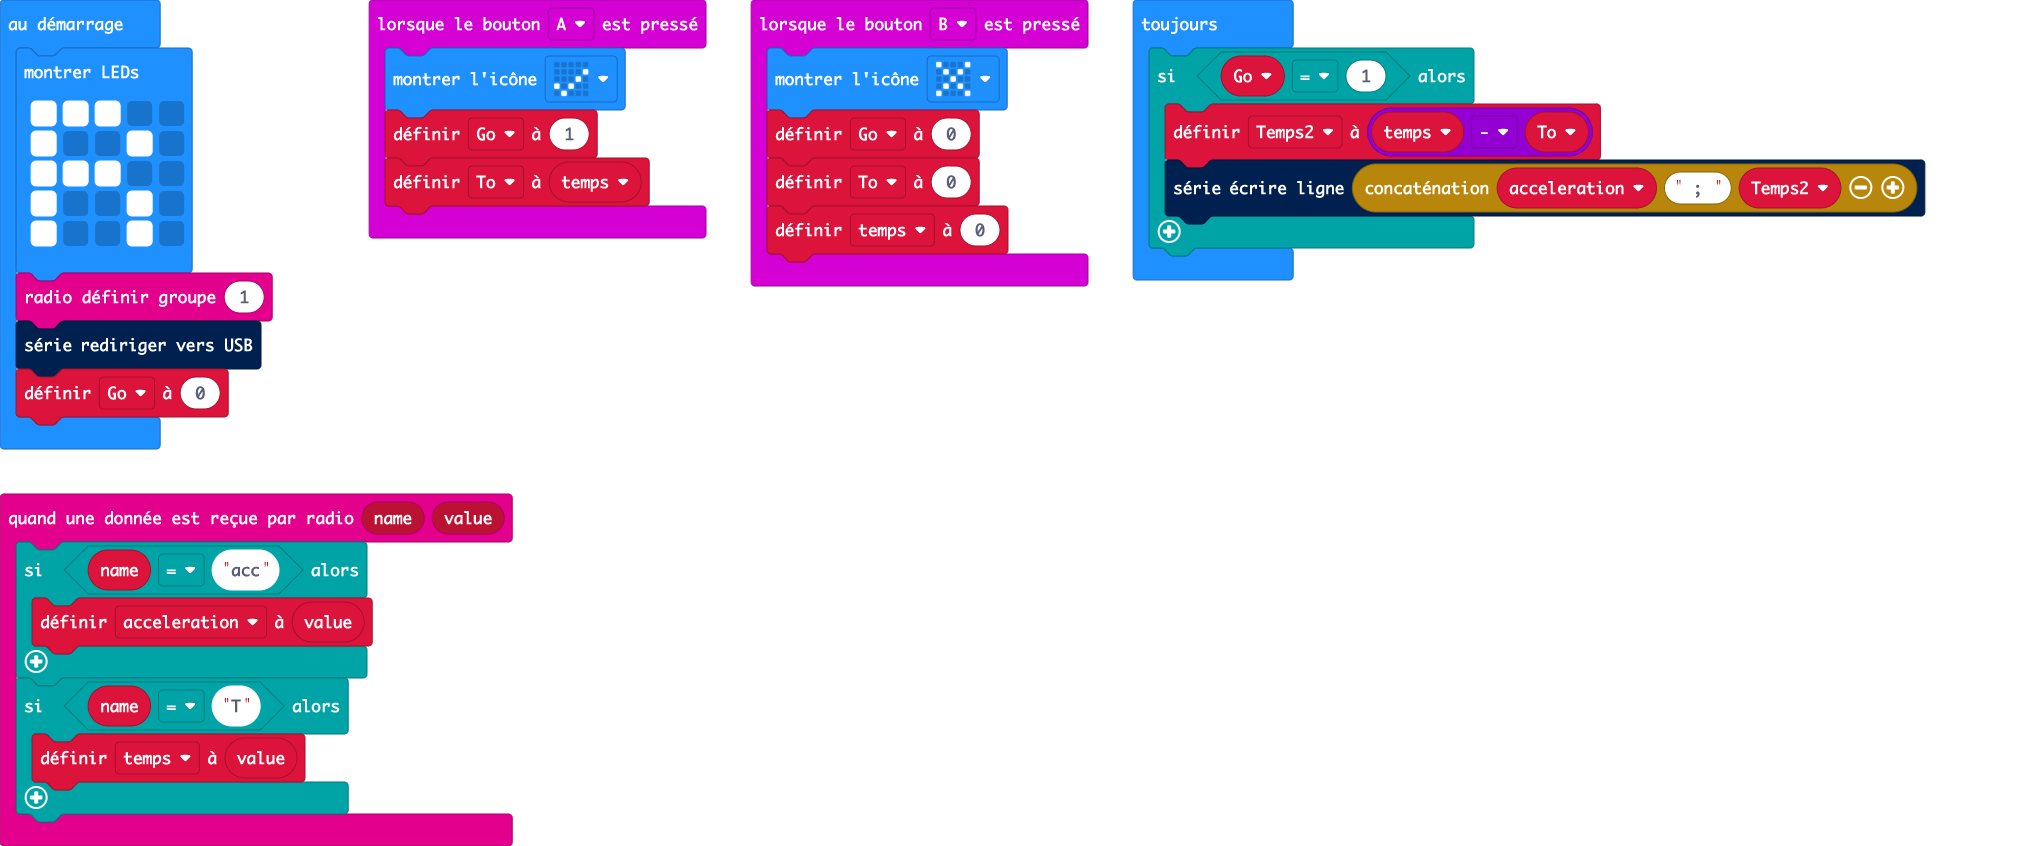 au démarrage
montrer LEDs
radio définir groupe 1
série rediriger vers USB
définir Go à 0
lorsque le bouton A est pressé
montrer l'icône
définir Go à 1
définir To à temps
lorsque le bouton B est pressé
montrer l'icône
définir Go à 0
définir To à 0
définir temps à 0
toujours
si Go = 1 alors
définir Temps2 à temps - To
série écrire ligne concaténation acceleration " ; " Temps2
quand une donnée est reçue par radio name value
si name = "acc" alors
définir acceleration à value
si name = "T" alors
définir temps à value